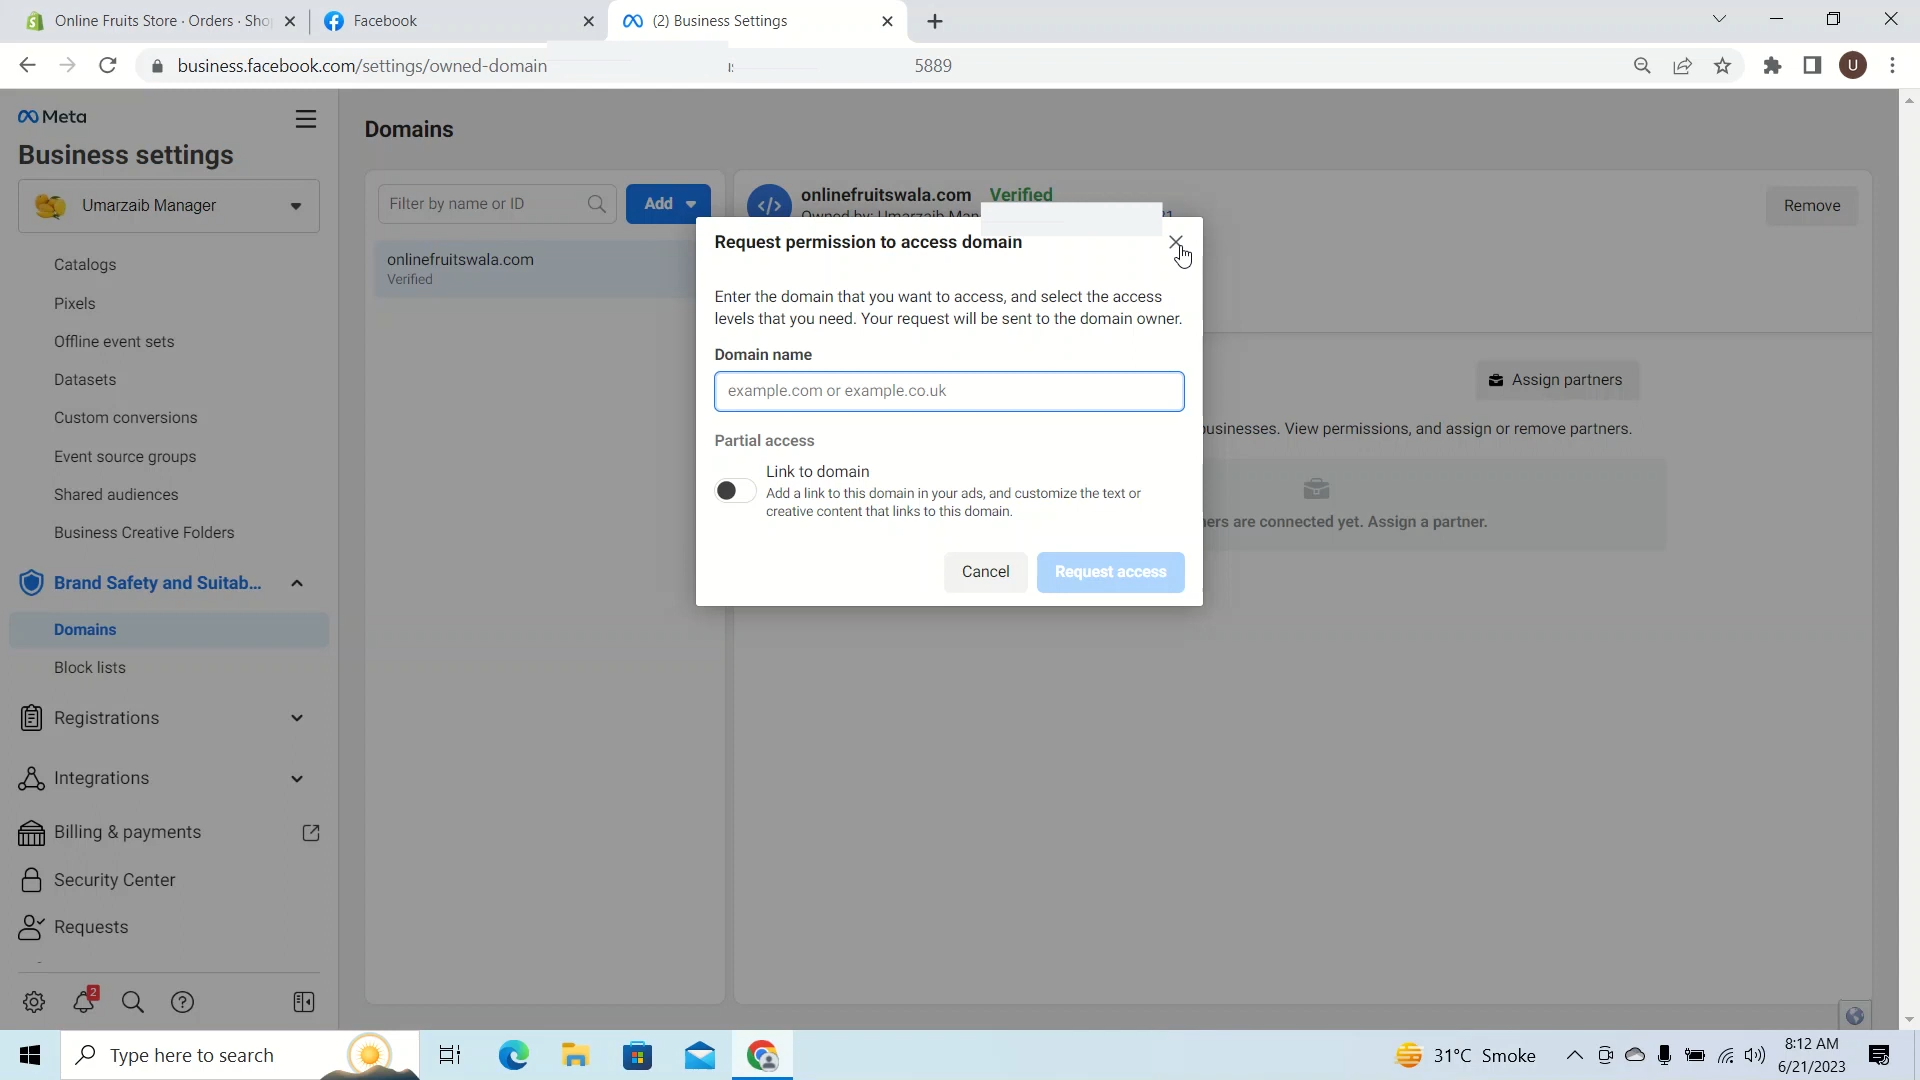 Online Fruits Store · Orders · Sho
Facebook
(2) Business Settings
business.facebook.com/settings/owned-domain
5889
U
Meta
Business settings
Umarzaib Manager
Catalogs
Pixels
Offline event sets
Datasets
Custom conversions
Event source groups
Shared audiences
Business Creative Folders
Brand Safety and Suitab...
Domains
Block lists
Registrations
Integrations
Billing & payments
Security Center
Requests
2
Domains
Filter by name or ID
Add
onlinefruitswala.com
Verified
onlinefruitswala.com Verified
Owned by: Umarzaib Man
Remove
Assign partners
businesses. View permissions, and assign or remove partners.
ers are connected yet. Assign a partner.
Request permission to access domain
Enter the domain that you want to access, and select the access
levels that you need. Your request will be sent to the domain owner.
Domain name
example.com or example.co.uk
Partial access
Link to domain
Add a link to this domain in your ads, and customize the text or
creative content that links to this domain.
Cancel
Request access
Type here to search
31°C Smoke
8:12 AM
6/21/2023